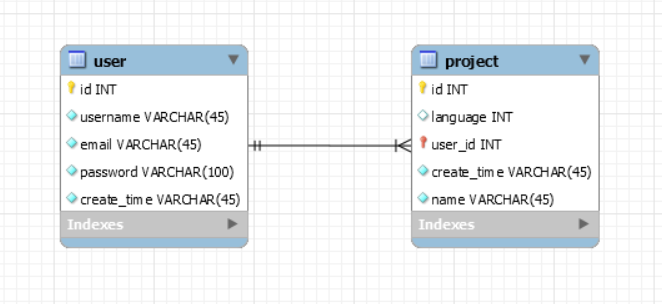 user
id INT
username VARCHAR(45)
email VARCHAR(45)
password VARCHAR(100)
create_time VARCHAR(45)
Indexes
project
id INT
language INT
user_id INT
create_time VARCHAR(45)
name VARCHAR(45)
Indexes